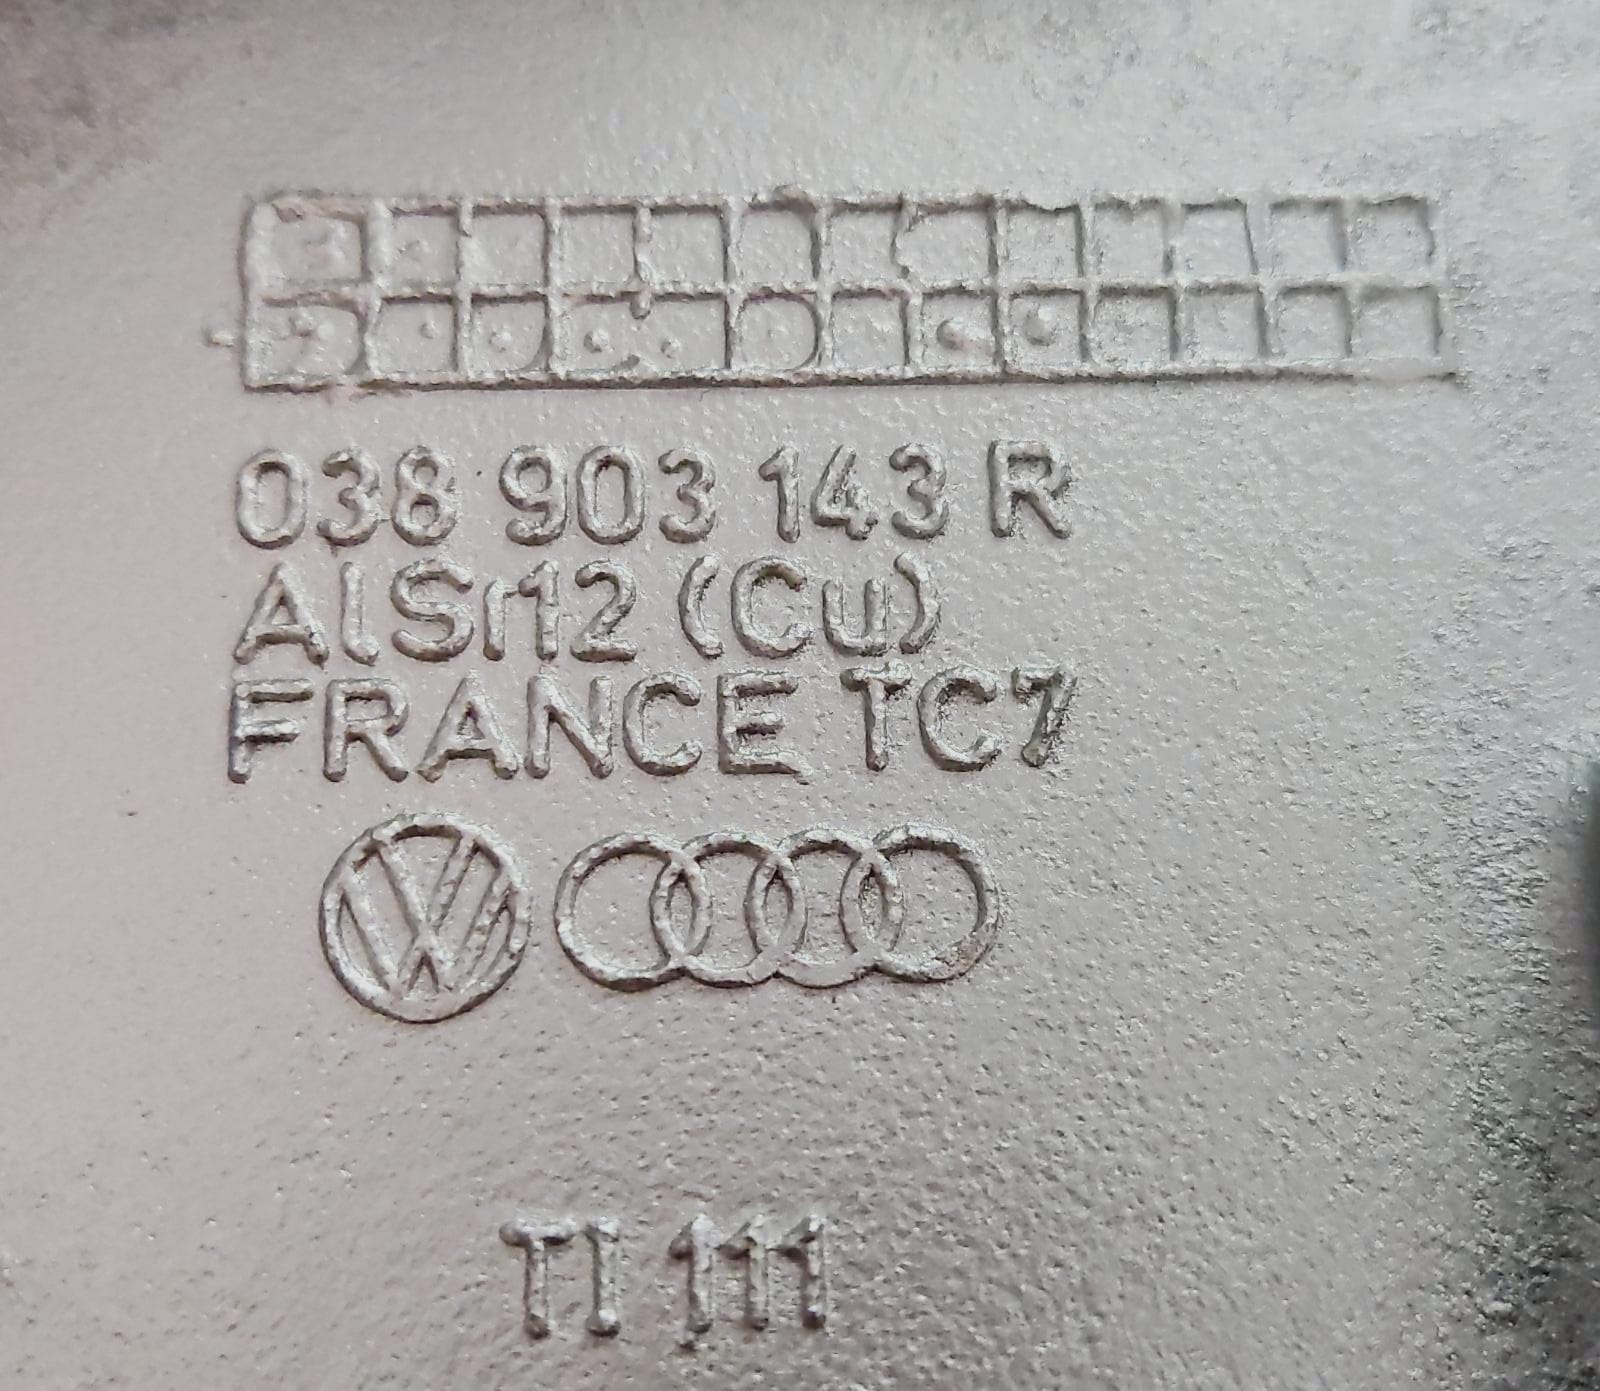 038 903 143 R
AlSi12 (Cu)
FRANCE TC7
TI 111